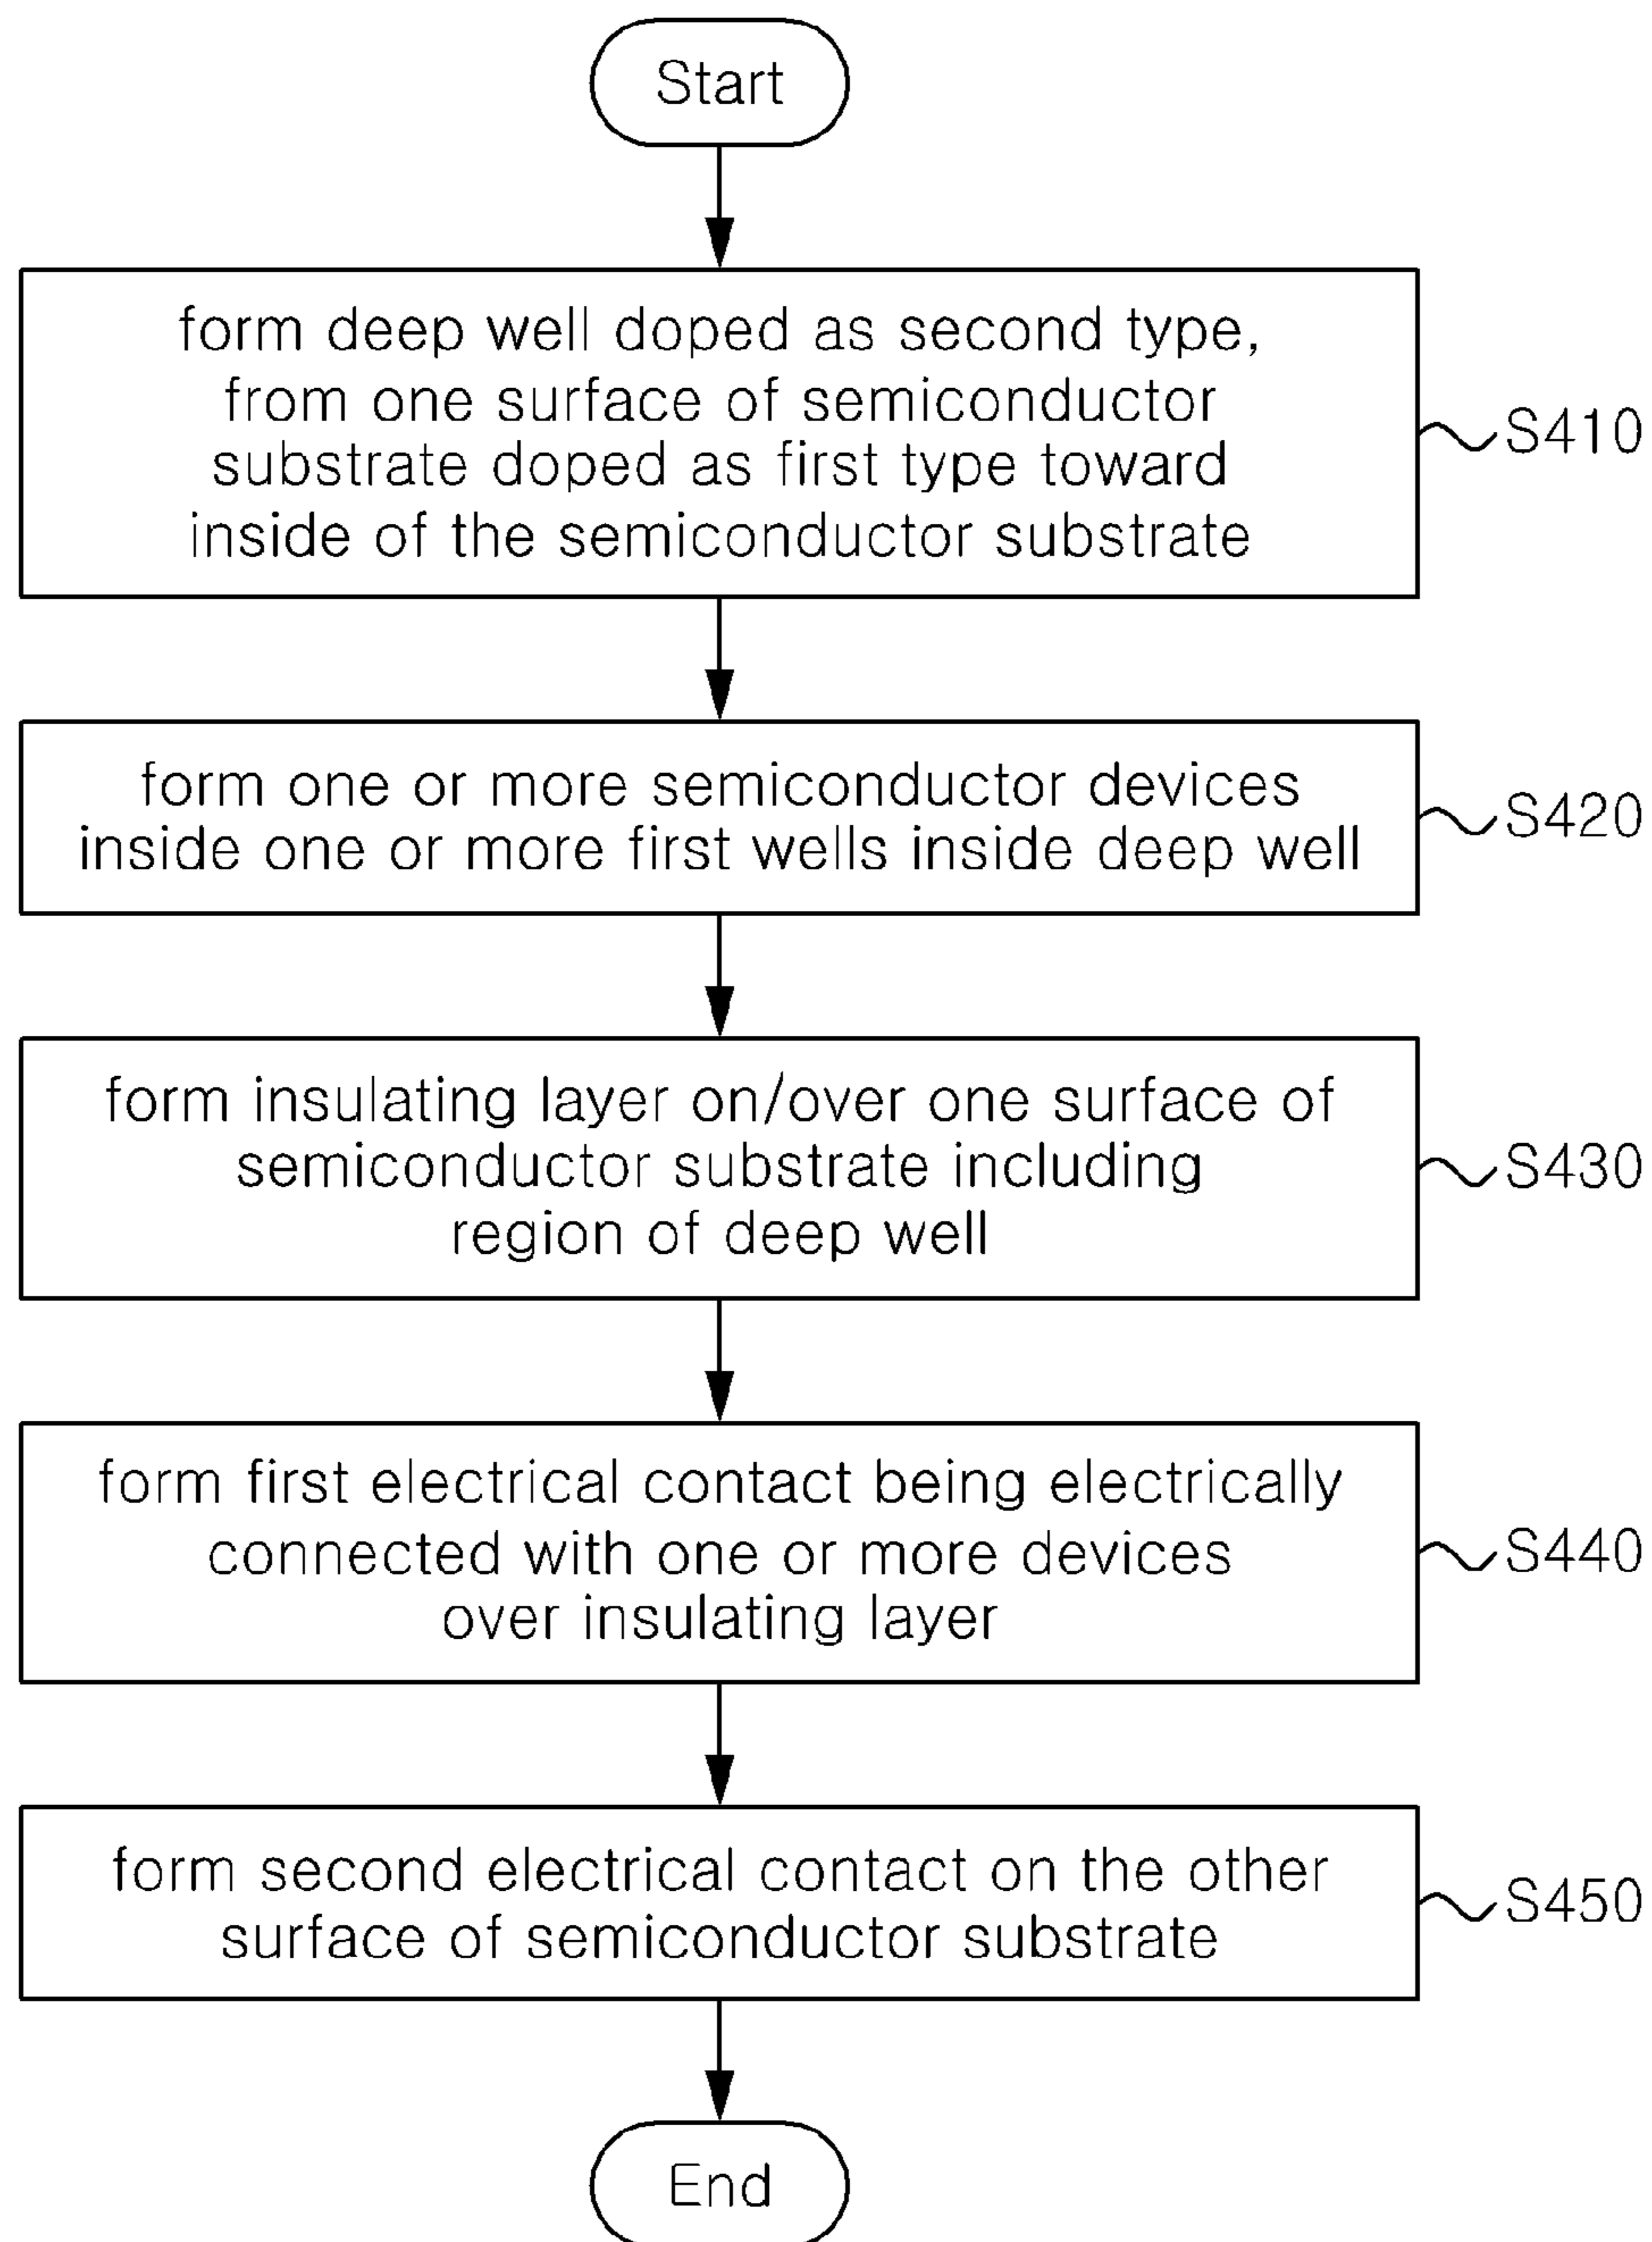 Start
form deep well doped as second type,
from one surface of semiconductor
substrate doped as first type toward
inside of the semiconductor substrate
S410
form one or more semiconductor devices
inside one or more first wells inside deep well
S420
form insulating layer on/over one surface of
semiconductor substrate including
region of deep well
S430
form first electrical contact being electrically
connected with one or more devices
over insulating layer
S440
form second electrical contact on the other
surface of semiconductor substrate
S450
End